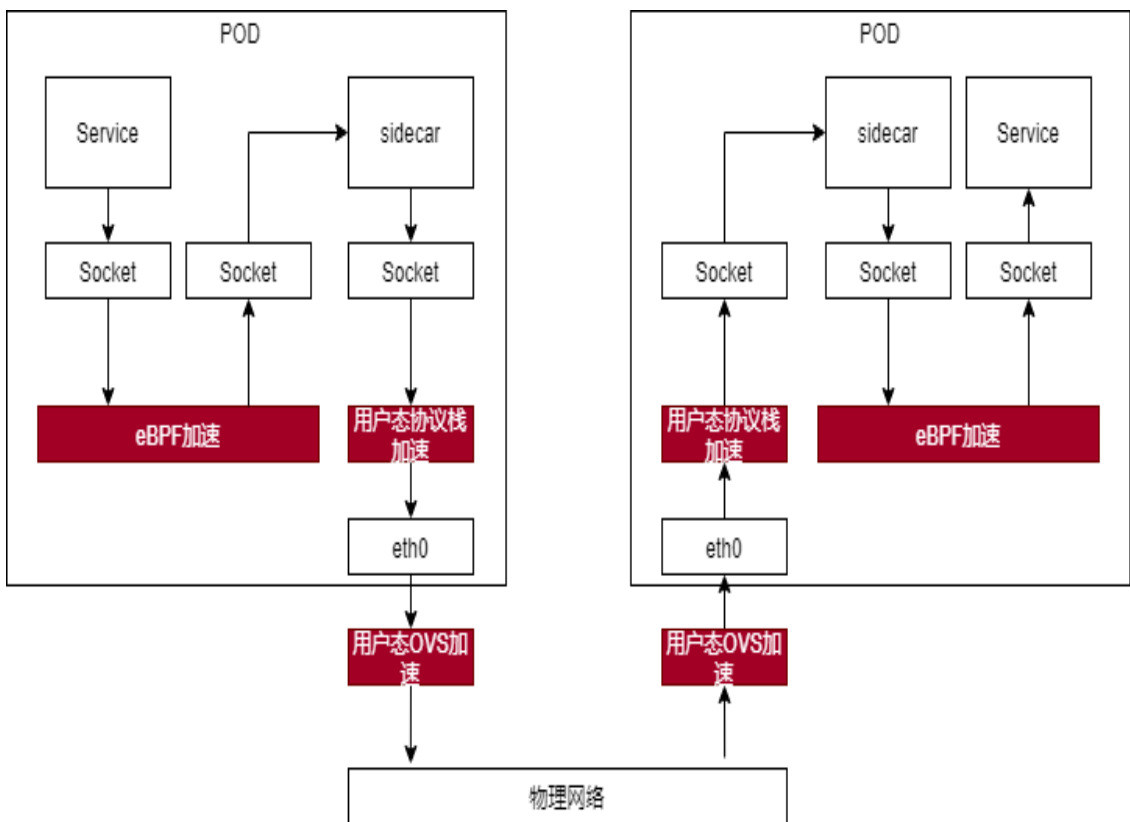 POD
POD
Service
sidecar
sidecar
Service
Socket
Socket
Socket
Socket
Socket
Socket
eBPF加速
用户态协议栈
加速
用户态协议栈
加速
eBPF加速
eth0
eth0
用户态OVS加
速
用户态OVS加
速
物理网络